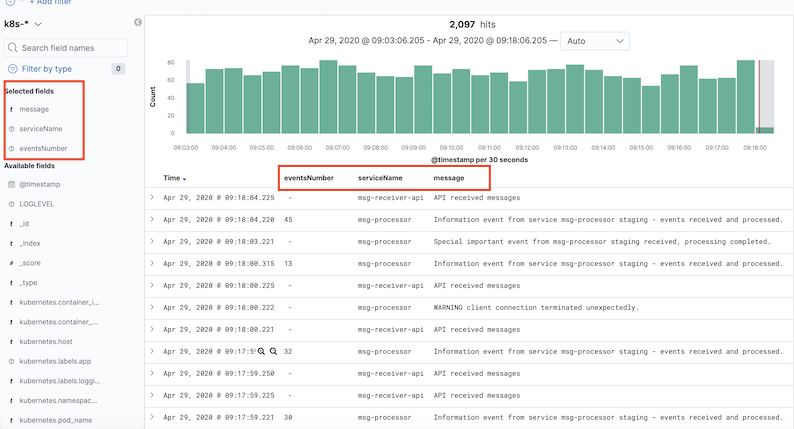 + Add filter
k8s-*
Search field names
Filter by type 0
Selected fields
t message
serviceName
eventsNumber
Available fields
@timestamp
LOGLEVEL
t _id
t _index
# _score
t _type
t kubernetes.container_i...
t kubernetes.container_...
t kubernetes.host
kubernetes.labels.app
t kubernetes.labels.loggi...
t kubernetes.namespac...
t kubernetes.pod_name
2,097 hits
Apr 29, 2020 @ 09:03:06.205 - Apr 29, 2020 @ 09:18:06.205 — Auto
Count
80
60
40
20
0
09:03:00 09:04:00 09:05:00 09:06:00 09:07:00 09:08:00 09:09:00 09:10:00 09:11:00 09:12:00 09:13:00 09:14:00 09:15:00 09:16:00 09:17:00 09:18:00
@timestamp per 30 seconds
Time eventsNumber serviceName message
Apr 29, 2020 @ 09:18:04.225 - msg-receiver-api API received messages
Apr 29, 2020 @ 09:18:04.220 45 msg-processor Information event from service msg-processor staging - events received and processed.
Apr 29, 2020 @ 09:18:03.221 - msg-processor Special important event from msg-processor staging received, processing completed.
Apr 29, 2020 @ 09:18:00.315 13 msg-processor Information event from service msg-processor staging - events received and processed.
Apr 29, 2020 @ 09:18:00.225 - msg-receiver-api API received messages
Apr 29, 2020 @ 09:18:00.222 - msg-processor WARNING client connection terminated unexpectedly.
Apr 29, 2020 @ 09:18:00.221 - msg-receiver-api API received messages
Apr 29, 2020 @ 09:17:5 32 msg-processor Information event from service msg-processor staging - events received and processed.
Apr 29, 2020 @ 09:17:59.250 - msg-receiver-api API received messages
Apr 29, 2020 @ 09:17:59.225 - msg-receiver-api API received messages
Apr 29, 2020 @ 09:17:59.221 30 msg-processor Information event from service msg-processor staging - events received and processed.